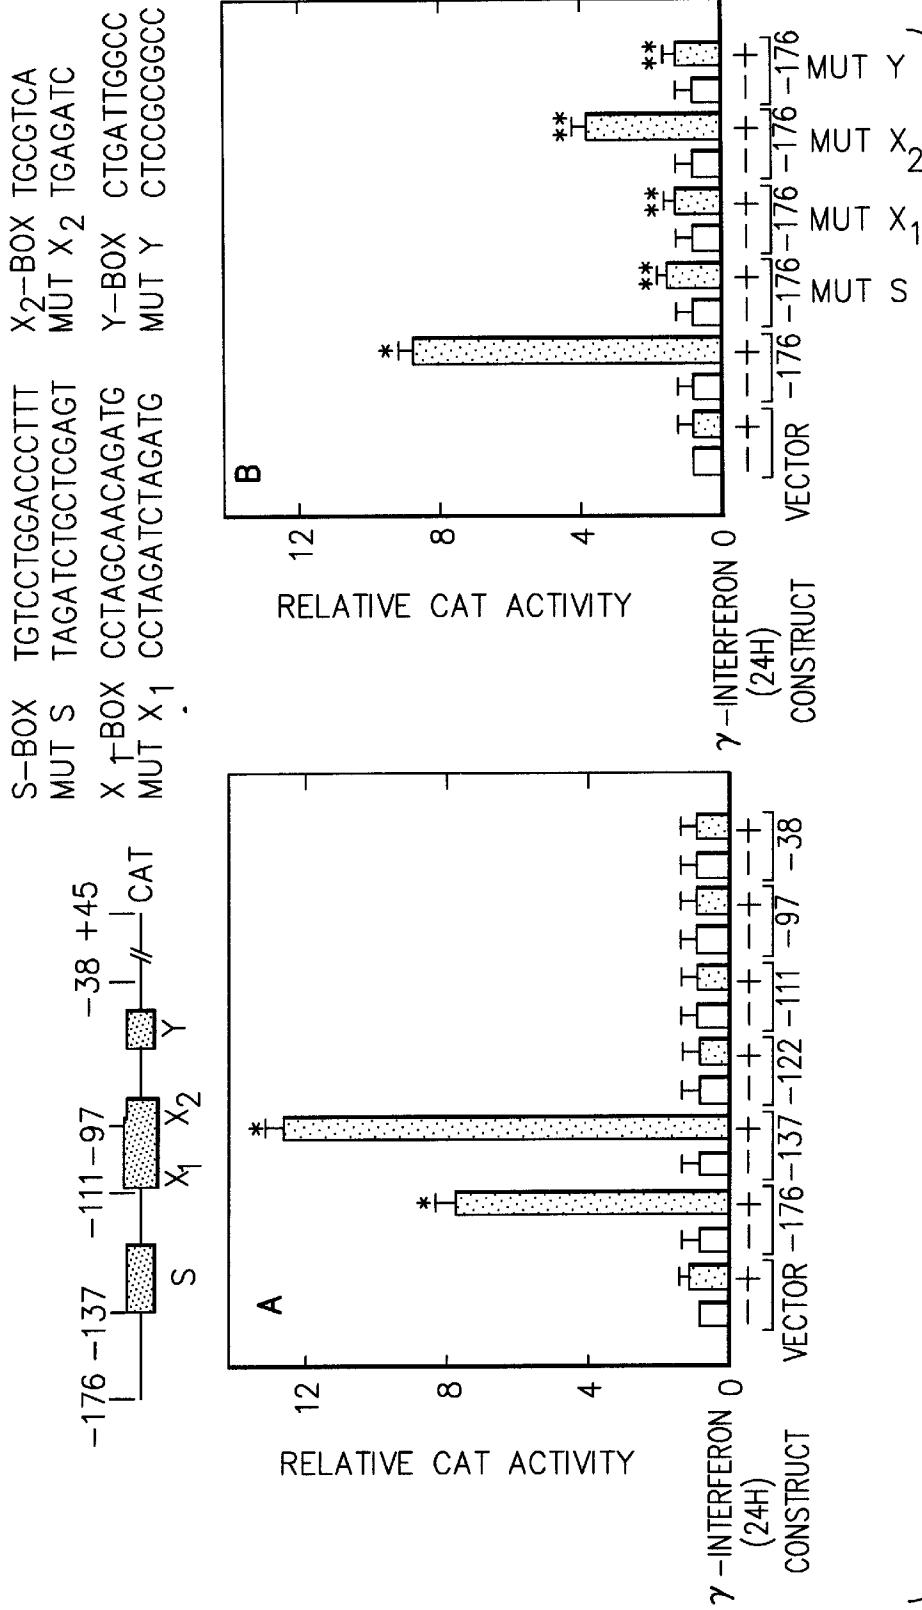 S-BOX TGTCCTGGACCCTTT
MUT S TAGATCTGCTCGAGT
X1-BOX CCTAGCAACAGATG
MUT X1 CCTAGATCTAGATG
X2-BOX TGCGTCA
MUT X2 TGAGATC
Y-BOX CTGATTGGCC
MUT Y CTCCGCGGCC
-176 -137 -111 -97 -38 +45
CAT
S X1 X2 Y
A
RELATIVE CAT ACTIVITY
12
8
4
0
* *
γ-INTERFERON (24H)
- + - + - + - + - + - + - +
CONSTRUCT
VECTOR -176 -137 -122 -111 -97 -38
B
RELATIVE CAT ACTIVITY
12
8
4
0
* ** ** ** **
γ-INTERFERON (24H)
- + - + - + - + - + - +
CONSTRUCT
VECTOR -176 -176 -176 -176 -176
MUT S MUT X1 MUT X2 MUT Y